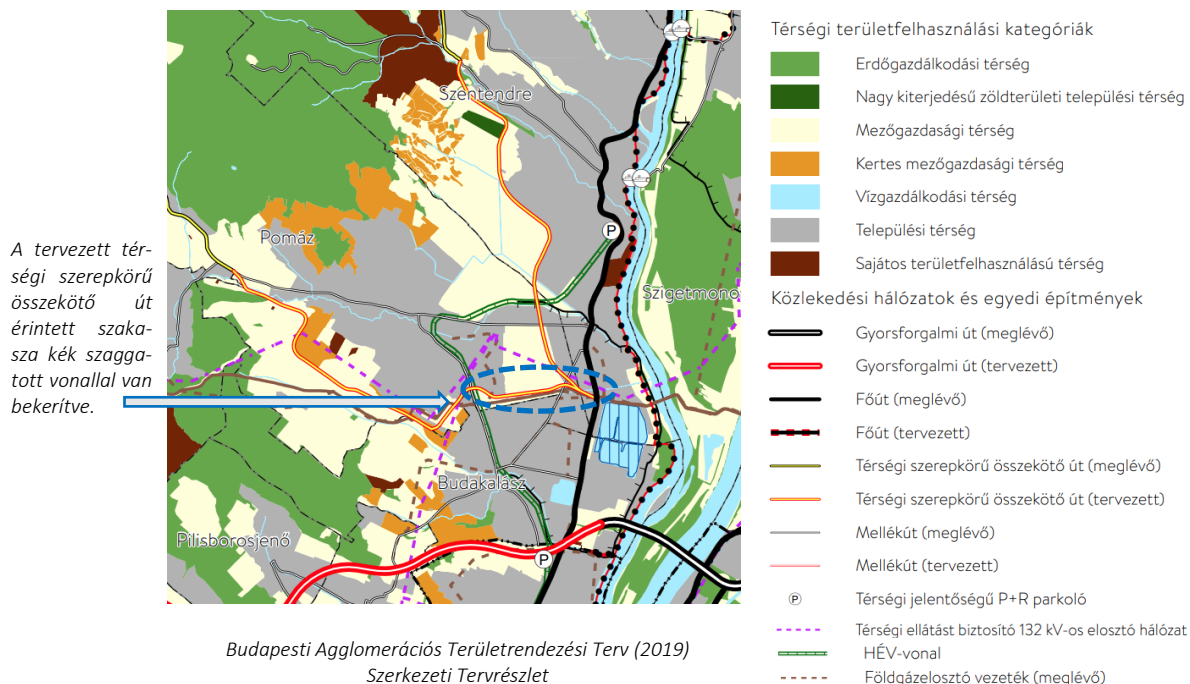 A tervezett tér-
ségi szerepkörű
összekötő út
érintett szaka-
sza kék szagga-
tott vonallal van
bekerítve.
Szentendre
Pomáz
Szigetmono
Budakalász
Pilisborosjenő
P
P
Budapesti Agglomerációs Területrendezési Terv (2019)
Szerkezeti Tervrészlet
Térségi területfelhasználási kategóriák
Erdőgazdálkodási térség
Nagy kiterjedésű zöldterületi települési térség
Mezőgazdasági térség
Kertes mezőgazdasági térség
Vízgazdálkodási térség
Települési térség
Sajátos területfelhasználású térség
Közlekedési hálózatok és egyedi építmények
Gyorsforgalmi út (meglévő)
Gyorsforgalmi út (tervezett)
Főút (meglévő)
Főút (tervezett)
Térségi szerepkörű összekötő út (meglévő)
Térségi szerepkörű összekötő út (tervezett)
Mellékút (meglévő)
Mellékút (tervezett)
P Térségi jelentőségű P+R parkoló
Térségi ellátást biztosító 132 kV-os elosztó hálózat
HÉV-vonal
Földgázelosztó vezeték (meglévő)